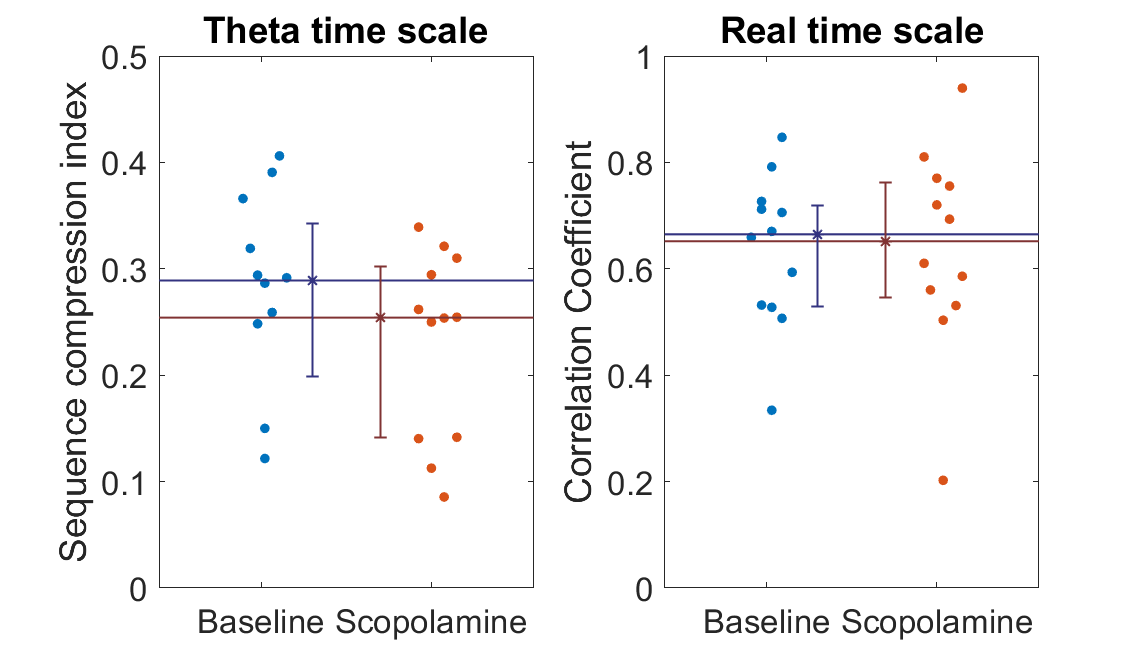 Theta time scale
Sequence compression index
0.5
0.4
0.3
0.2
0.1
0
Baseline Scopolamine
Real time scale
Correlation Coefficient
1
0.8
0.6
0.4
0.2
0
Baseline Scopolamine